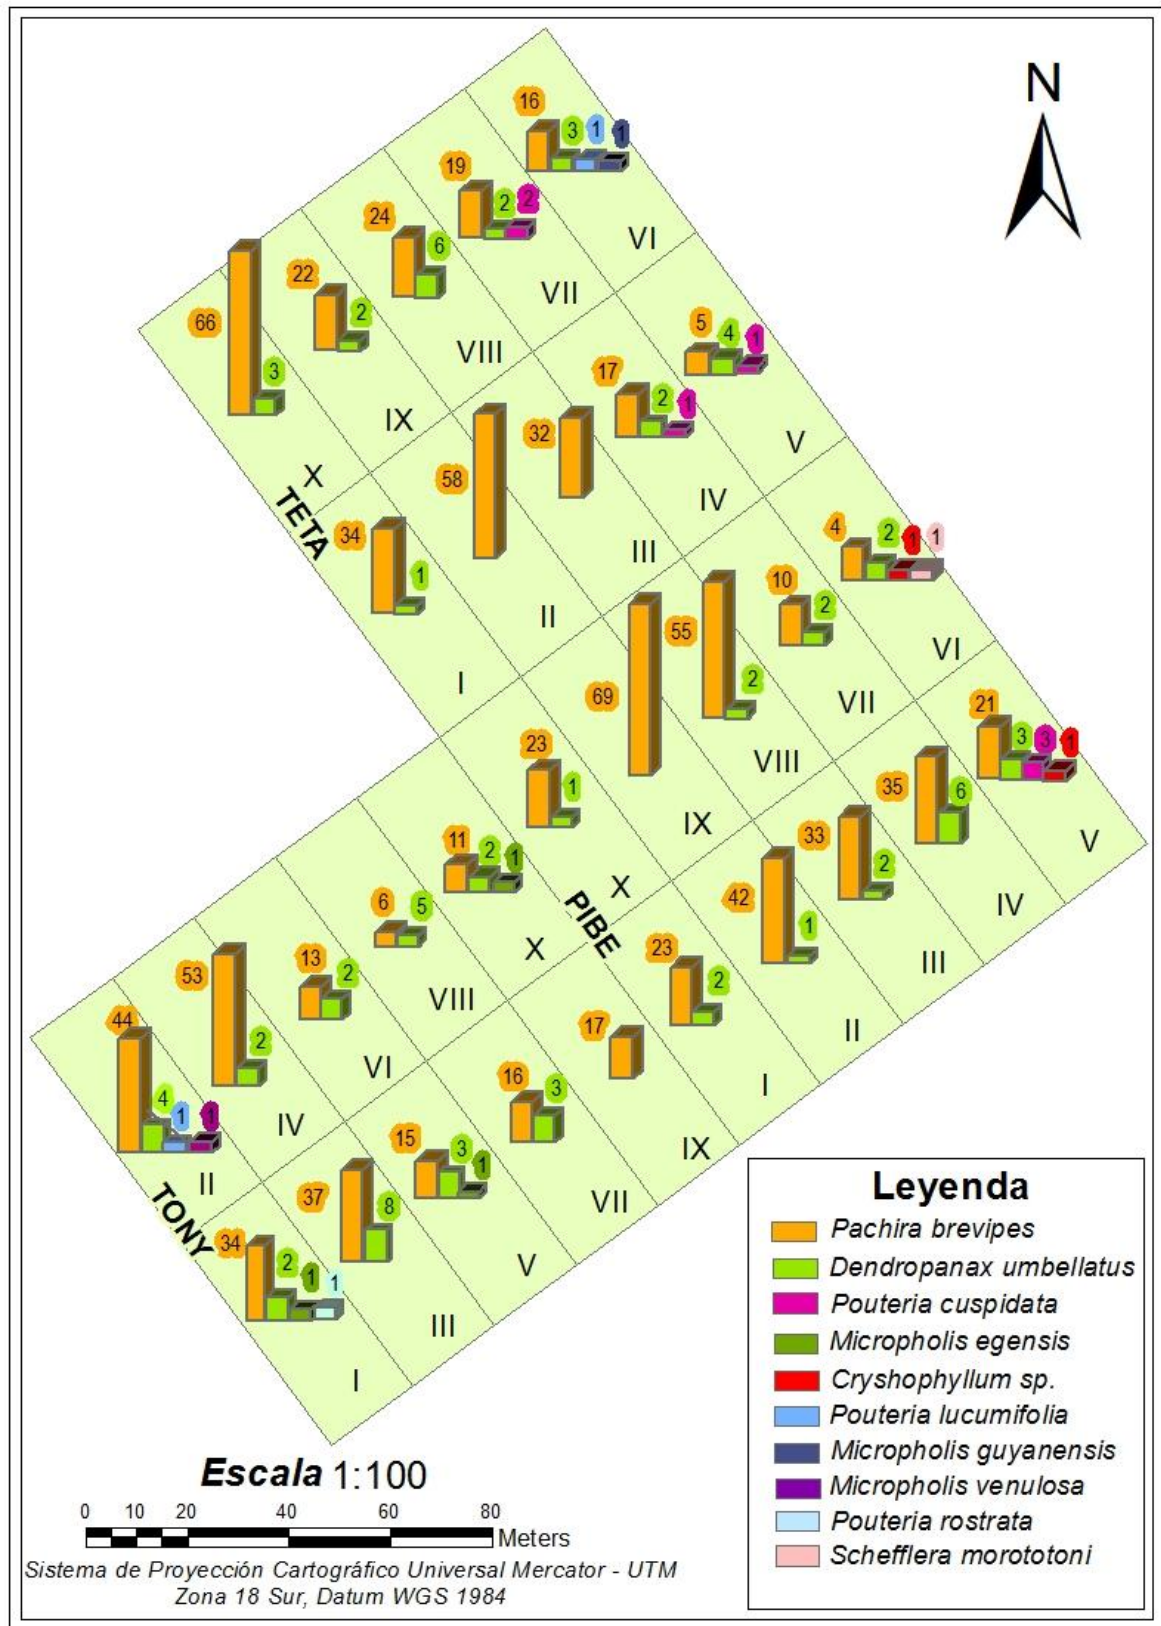 N
16 3 1 1
19 2 2
24 6
22 2
66 3
VI
VII
VIII
IX
X
TETA
5 4 1
17 2 1
32
58
34 1
V
IV
III
II
I
4 2 1 1
10 2
55 2
69
23 1
VI
VII
VIII
IX
X
PIBE
21 3 3 1
35 6
33 2
42 1
23 2
V
IV
III
II
I
11 2 1
6 5
13 2
53 2
44 4 1 1
X
VIII
VI
IV
II
TONY
17
16 3
15 3 1
37 8
34 2 1 1
IX
VII
V
III
I
Leyenda
Pachira brevipes
Dendropanax umbellatus
Pouteria cuspidata
Micropholis egensis
Cryshophyllum sp.
Pouteria lucumifolia
Micropholis guyanensis
Micropholis venulosa
Pouteria rostrata
Schefflera morototoni
Escala 1:100
0 10 20 40 60 80
Meters
Sistema de Proyección Cartográfico Universal Mercator - UTM
Zona 18 Sur, Datum WGS 1984